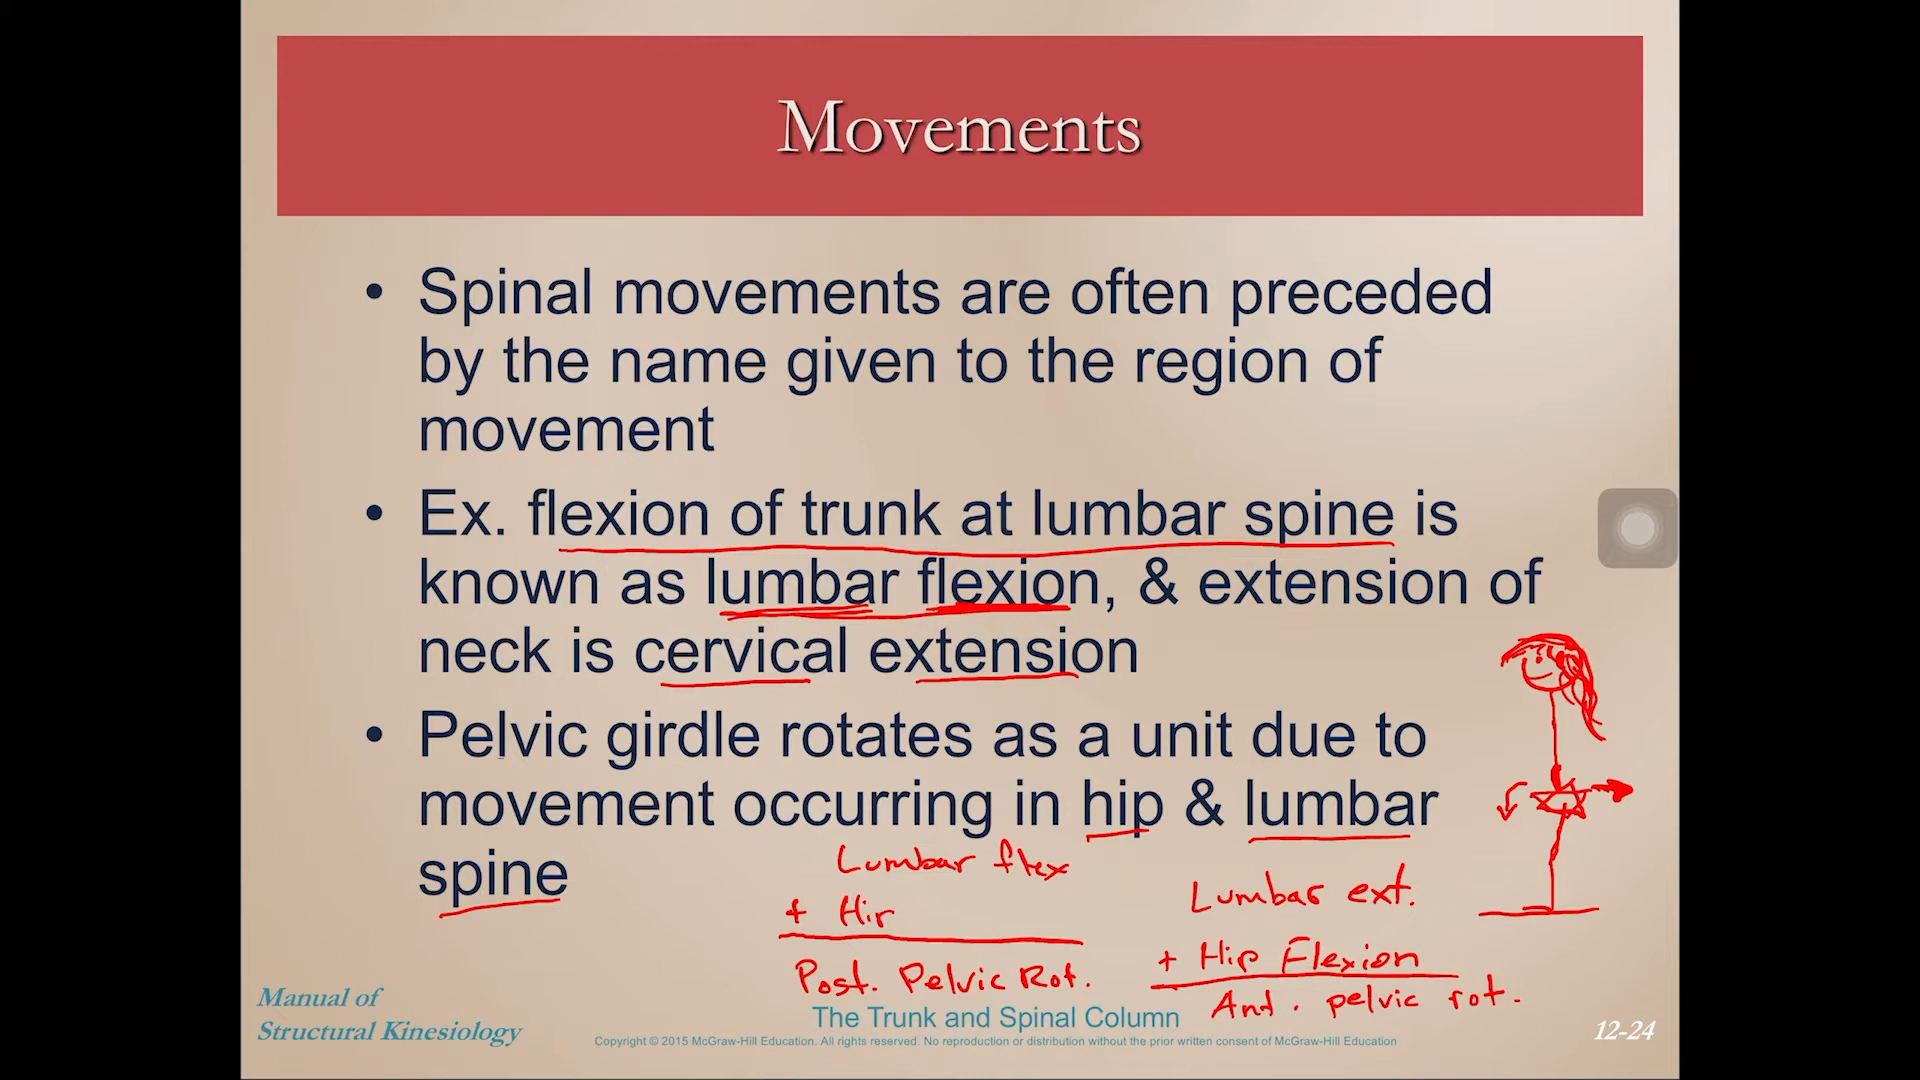 Movements
• Spinal movements are often preceded
by the name given to the region of
movement
• Ex. flexion of trunk at lumbar spine is
known as lumbar flexion, & extension of
neck is cervical extension
• Pelvic girdle rotates as a unit due to
movement occurring in hip & lumbar
spine
Lumbar flex
+ Hip
Post. Pelvic Rot.
Lumbar ext.
+ Hip Flexion
Ant. pelvic rot.
Manual of
Structural Kinesiology
The Trunk and Spinal Column
Copyright © 2015 McGraw-Hill Education. All rights reserved. No reproduction or distribution without the prior written consent of McGraw-Hill Education
12-24